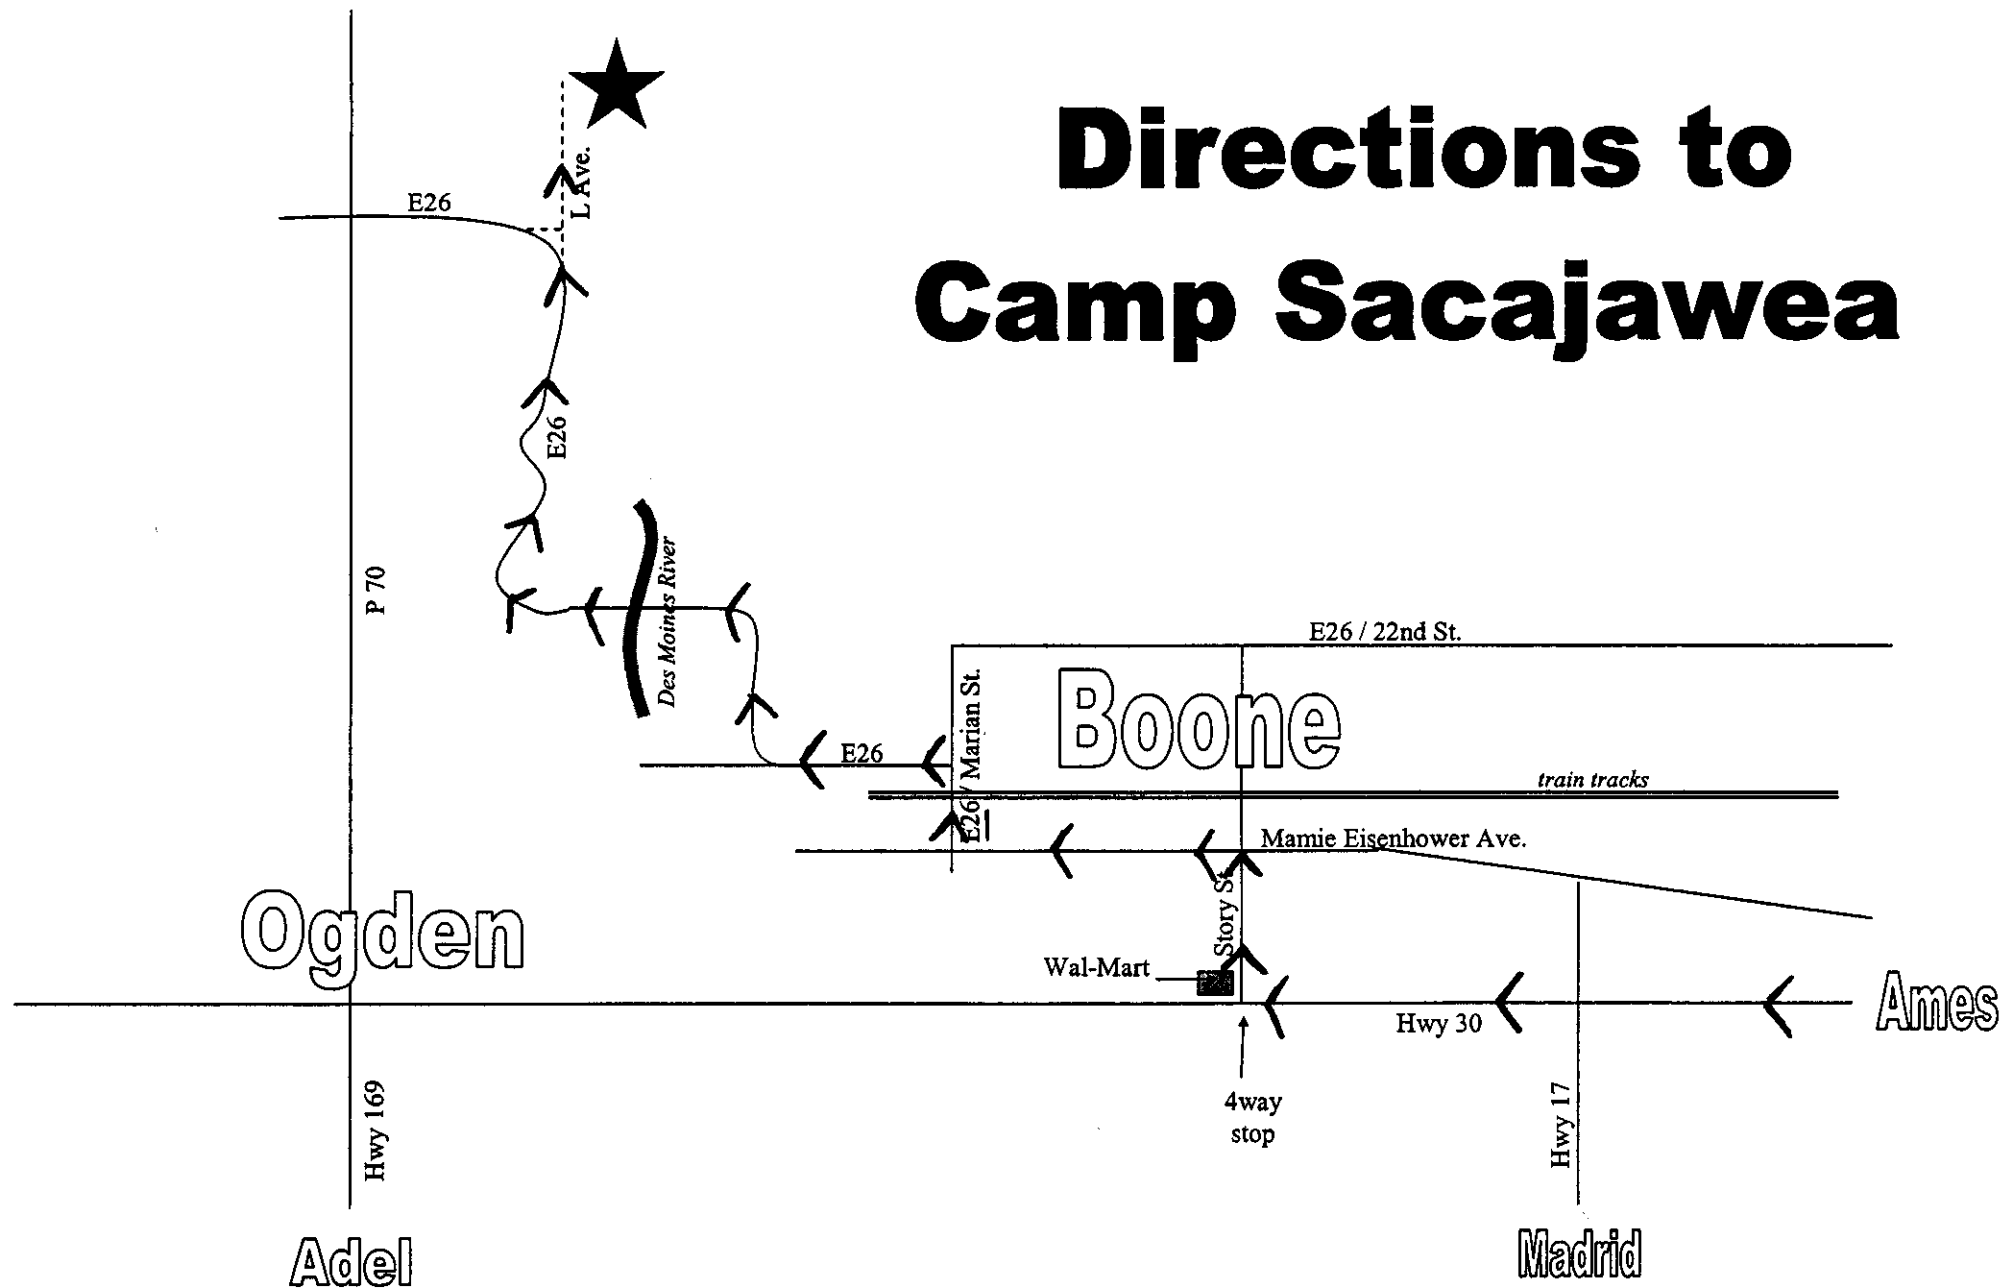 Directions to
Camp Sacajawea
L Ave.
E26
E26
P 70
Des Moines River
E26 / 22nd St.
Boone
E26 / Marian St.
E26
train tracks
Mamie Eisenhower Ave.
Story St
Ogden
Wal-Mart
Hwy 30
Ames
4way
stop
Hwy 169
Hwy 17
Adel
Madrid